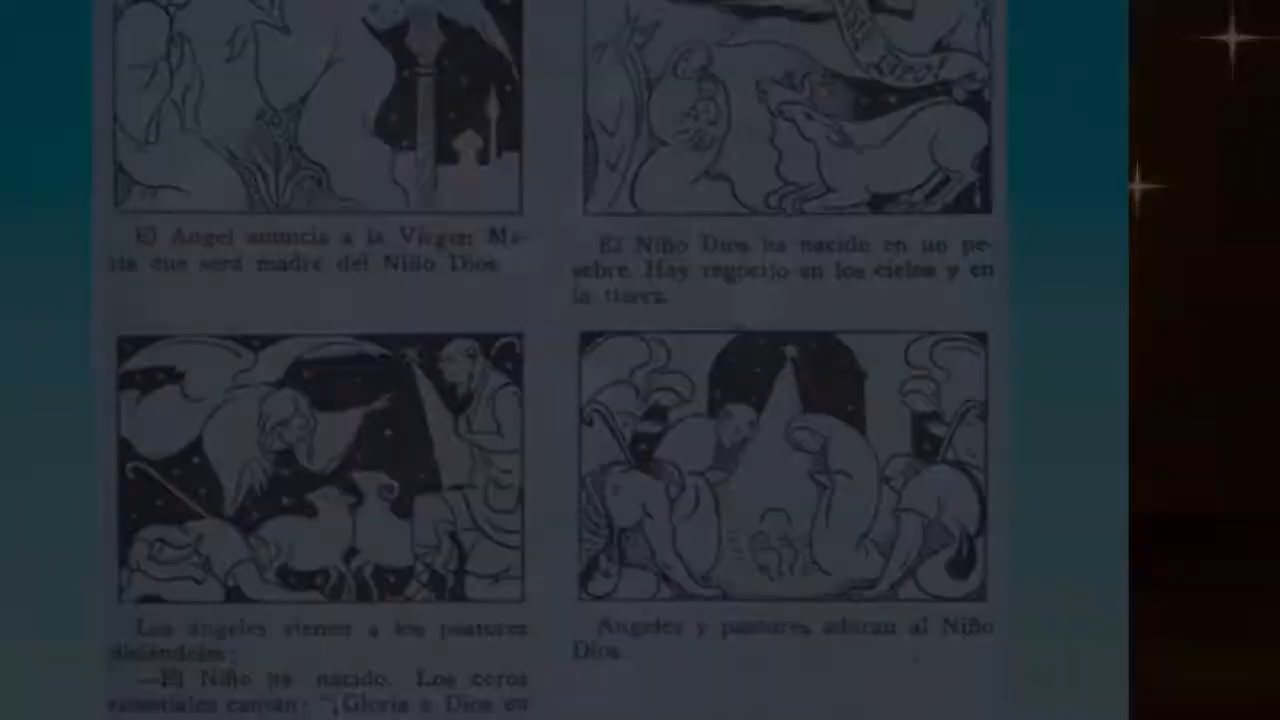 El Angel anuncia a la Virgen Ma-
ría que será madre del Niño Dios.
El Niño Dios ha nacido en un pe-
sebre. Hay regocijo en los cielos y en
la tierra.
Los ángeles vienen a los pastores
diciéndoles:
—El Niño ha nacido. Los coros
celestiales cantan: "¡Gloria a Dios en
Angeles y pastores adoran al Niño
Dios.